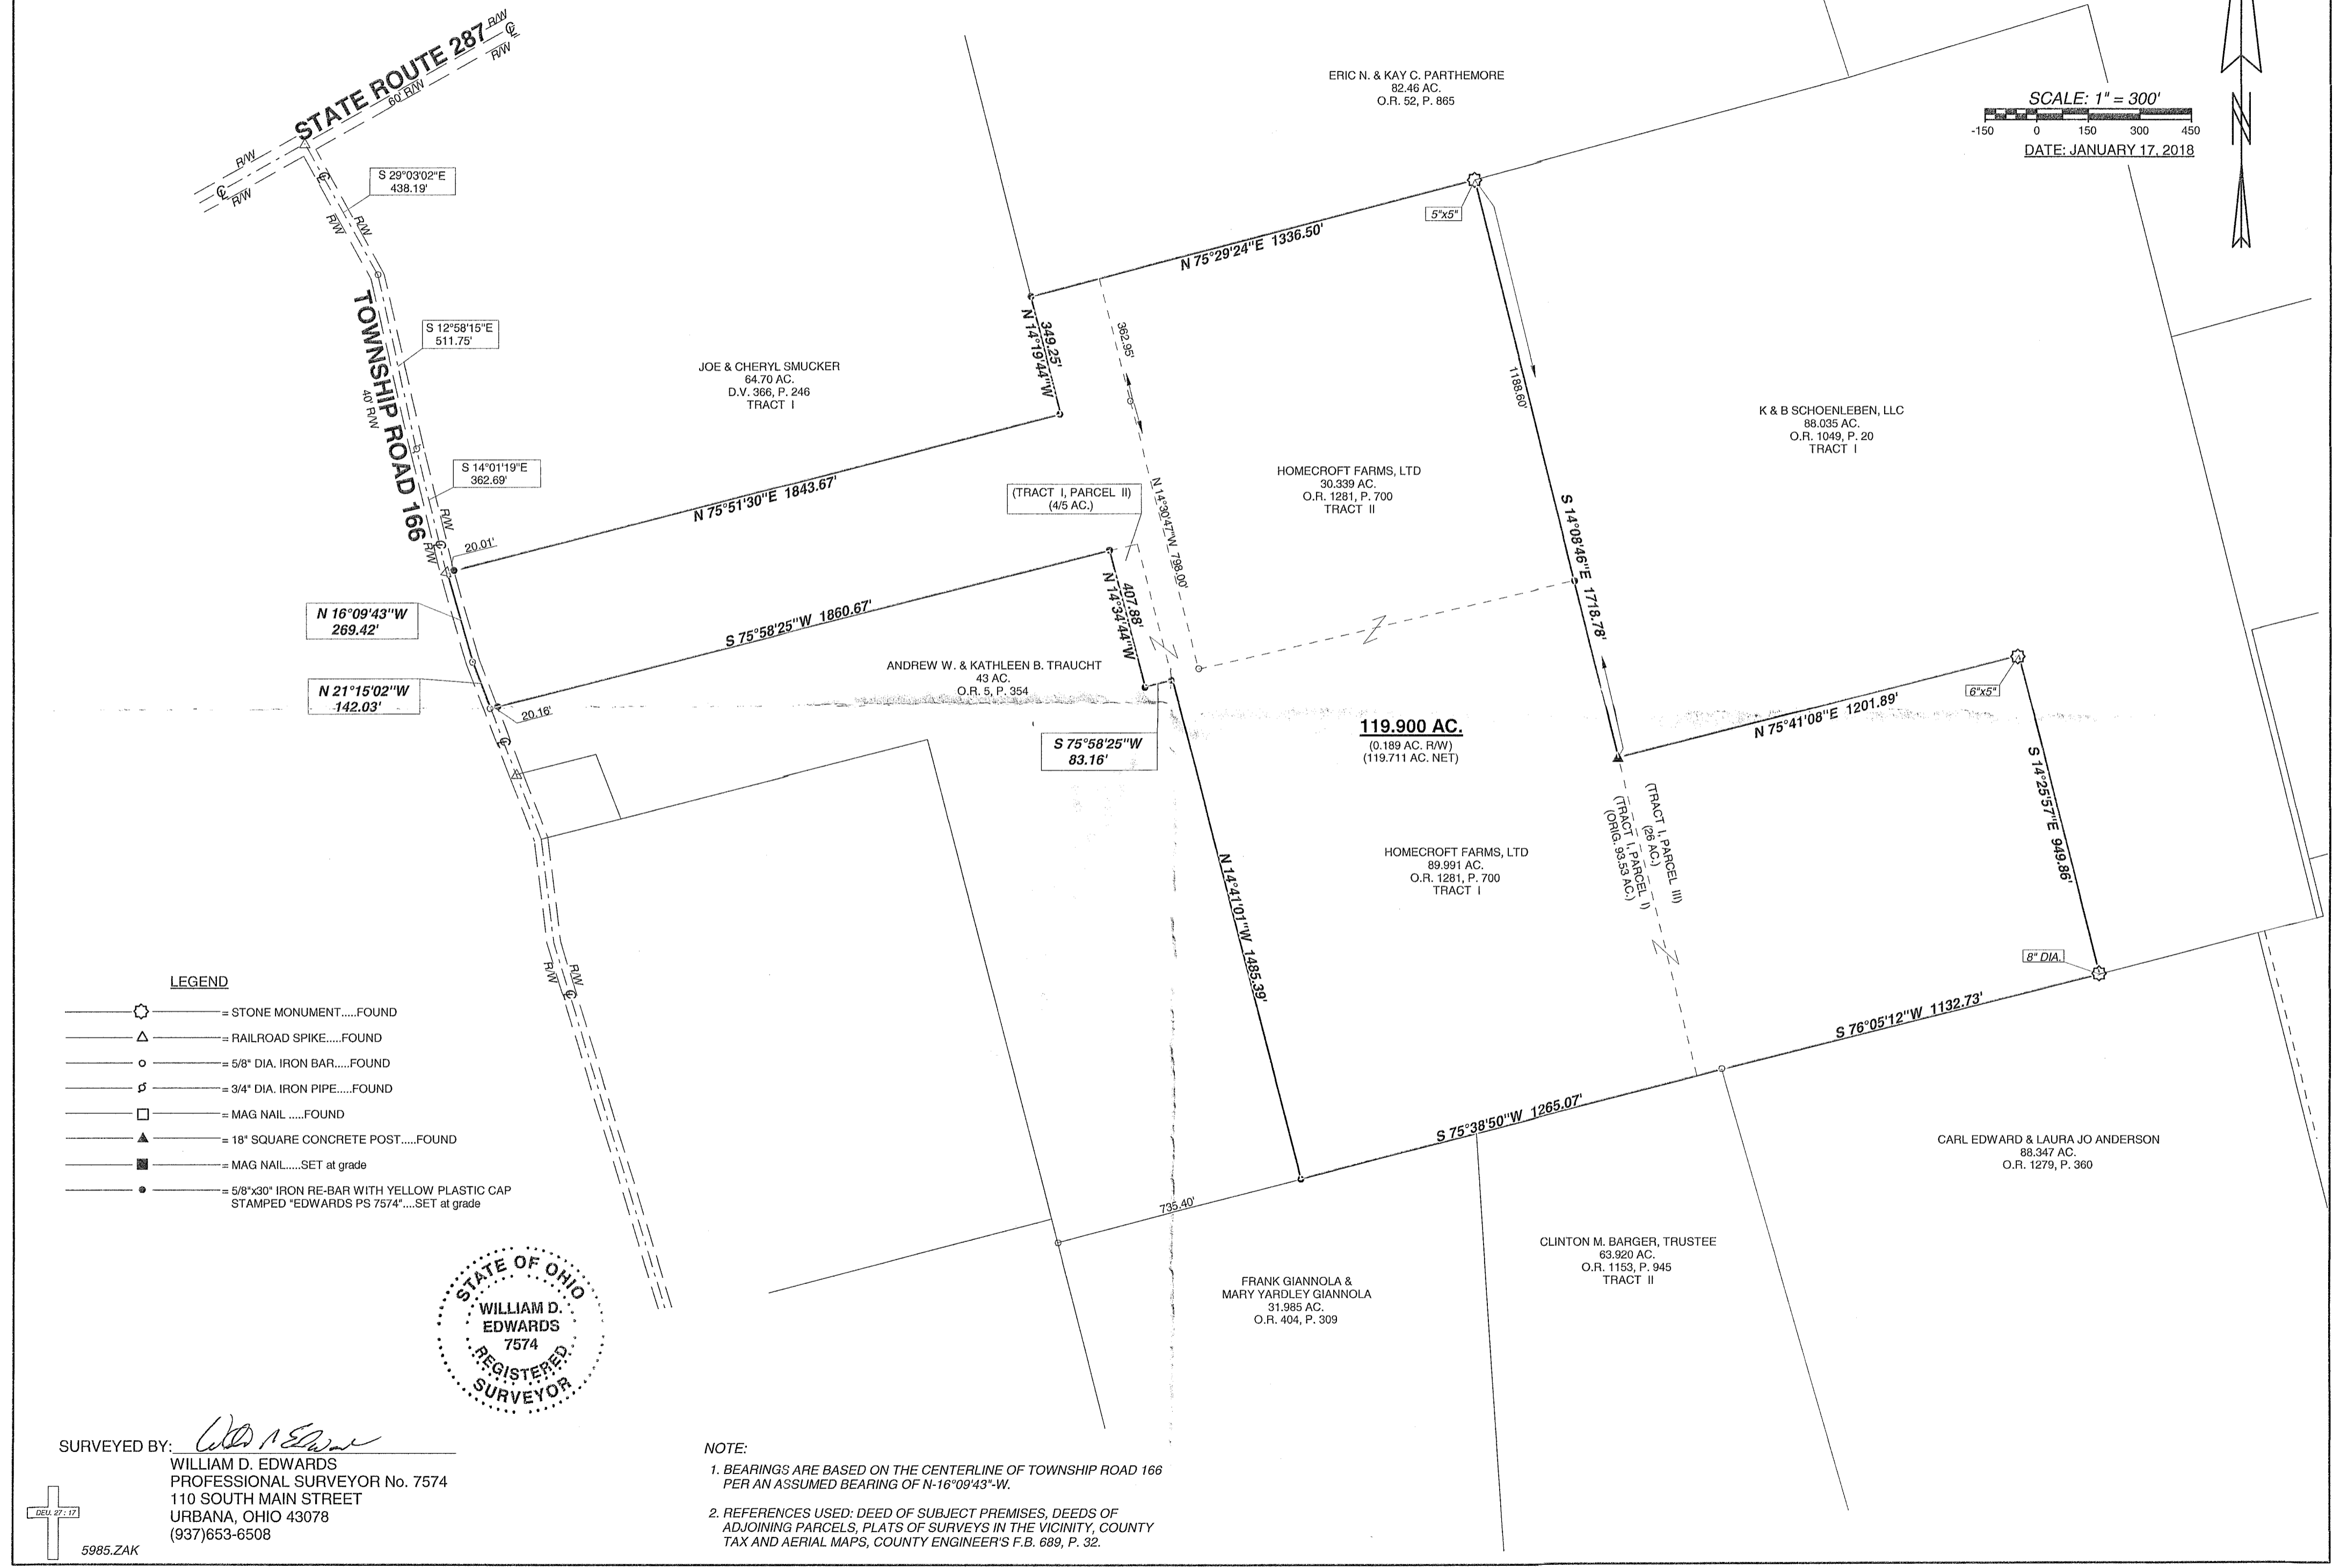 STATE ROUTE 287
60' R/W
R/W
R/W
R/W
R/W
S 29°03'02"E
438.19'
R/W
R/W
S 12°58'15"E
511.75'
TOWNSHIP ROAD 166
40' R/W
S 14°01'19"E
362.69'
R/W
R/W
20.01'
N 16°09'43"W
269.42'
N 21°15'02"W
142.03'
20.16'
R/W
R/W
ERIC N. & KAY C. PARTHEMORE
82.46 AC.
O.R. 52, P. 865
SCALE: 1" = 300'
-150 0 150 300 450
DATE: JANUARY 17, 2018
N
5"x5"
N 75°29'24"E 1336.50'
349.25'
N 14°19'44"W
362.95'
1188.60'
JOE & CHERYL SMUCKER
64.70 AC.
D.V. 366, P. 246
TRACT I
N 75°51'30"E 1843.67'
(TRACT I, PARCEL II)
(4/5 AC.)
N 14°30'47"W 798.00'
HOMECROFT FARMS, LTD
30.339 AC.
O.R. 1281, P. 700
TRACT II
K & B SCHOENLEBEN, LLC
88.035 AC.
O.R. 1049, P. 20
TRACT I
S 14°08'46"E 1718.78'
S 75°58'25"W 1860.67'
407.88'
N 14°34'44"W
ANDREW W. & KATHLEEN B. TRAUCHT
43 AC.
O.R. 5, P. 354
S 75°58'25"W
83.16'
119.900 AC.
(0.189 AC. R/W)
(119.711 AC. NET)
6"x5"
N 75°41'08"E 1201.89'
S 14°25'57"E 949.86'
(TRACT I, PARCEL III)
(26 AC.)
(TRACT I, PARCEL I)
(ORIG. 93.53 AC.)
HOMECROFT FARMS, LTD
89.991 AC.
O.R. 1281, P. 700
TRACT I
N 14°41'01"W 1485.39'
8" DIA.
S 76°05'12"W 1132.73'
S 75°38'50"W 1265.07'
735.40'
CARL EDWARD & LAURA JO ANDERSON
88.347 AC.
O.R. 1279, P. 360
CLINTON M. BARGER, TRUSTEE
63.920 AC.
O.R. 1153, P. 945
TRACT II
FRANK GIANNOLA &
MARY YARDLEY GIANNOLA
31.985 AC.
O.R. 404, P. 309
LEGEND
= STONE MONUMENT.....FOUND
= RAILROAD SPIKE.....FOUND
= 5/8" DIA. IRON BAR.....FOUND
= 3/4" DIA. IRON PIPE.....FOUND
= MAG NAIL .....FOUND
= 18" SQUARE CONCRETE POST.....FOUND
= MAG NAIL.....SET at grade
= 5/8"x30" IRON RE-BAR WITH YELLOW PLASTIC CAP
STAMPED "EDWARDS PS 7574"....SET at grade
STATE OF OHIO
WILLIAM D.
EDWARDS
7574
REGISTERED
SURVEYOR
SURVEYED BY:
WILLIAM D. EDWARDS
PROFESSIONAL SURVEYOR No. 7574
110 SOUTH MAIN STREET
URBANA, OHIO 43078
(937)653-6508
DEU. 27 : 17
5985.ZAK
NOTE:
1. BEARINGS ARE BASED ON THE CENTERLINE OF TOWNSHIP ROAD 166
PER AN ASSUMED BEARING OF N-16°09'43"-W.
2. REFERENCES USED: DEED OF SUBJECT PREMISES, DEEDS OF
ADJOINING PARCELS, PLATS OF SURVEYS IN THE VICINITY, COUNTY
TAX AND AERIAL MAPS, COUNTY ENGINEER'S F.B. 689, P. 32.